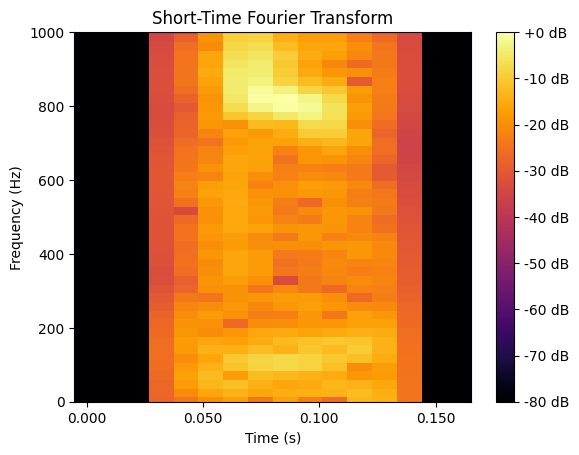 Short-Time Fourier Transform
Frequency (Hz)
1000
800
600
400
200
0
0.000
0.050
0.100
0.150
Time (s)
+0 dB
-10 dB
-20 dB
-30 dB
-40 dB
-50 dB
-60 dB
-70 dB
-80 dB